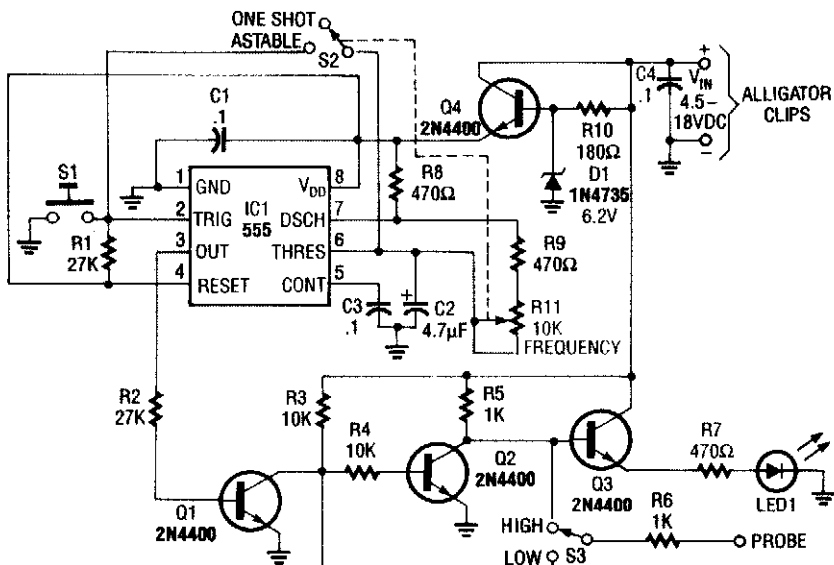 ONE SHOT
ASTABLE
S2
C1
.1
Q4
2N4400
R10
180Ω
D1
1N4735
6.2V
C4
.1
+
VIN
4.5–
18VDC
−
ALLIGATOR
CLIPS
S1
R1
27K
1
GND
2
TRIG
3
OUT
4
RESET
IC1
555
VDD
8
DSCH
7
THRES
6
CONT
5
R8
470Ω
R9
470Ω
R11
10K
FREQUENCY
C3
.1
+
C2
4.7µF
R2
27K
R3
10K
R4
10K
R5
1K
Q1
2N4400
Q2
2N4400
Q3
2N4400
R7
470Ω
LED1
R6
1K
HIGH
LOW
S3
PROBE